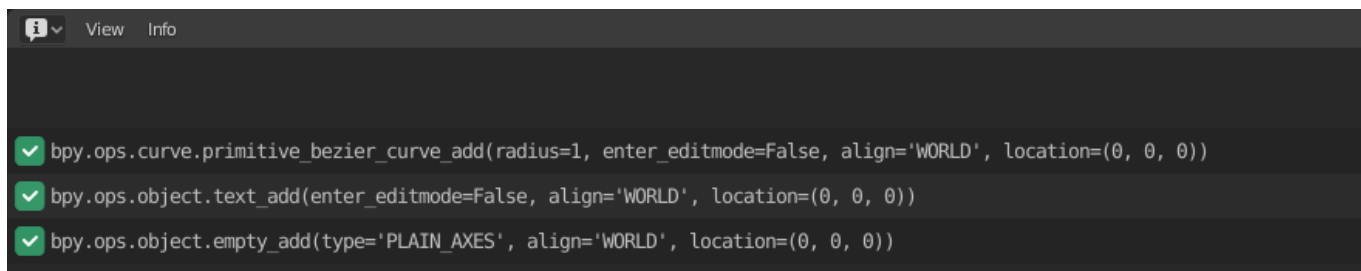 View Info
bpy.ops.curve.primitive_bezier_curve_add(radius=1, enter_editmode=False, align='WORLD', location=(0, 0, 0))
bpy.ops.object.text_add(enter_editmode=False, align='WORLD', location=(0, 0, 0))
bpy.ops.object.empty_add(type='PLAIN_AXES', align='WORLD', location=(0, 0, 0))